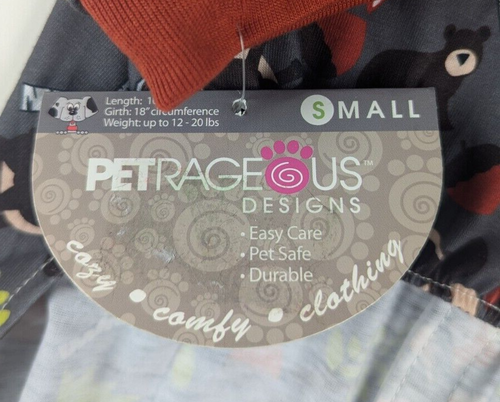 Length: 1
Girth: 18" circumference
Weight: up to 12 - 20 lbs
SMALL
PETRAGEOUS™
DESIGNS
• Easy Care
• Pet Safe
• Durable
cozy • comfy • clothing